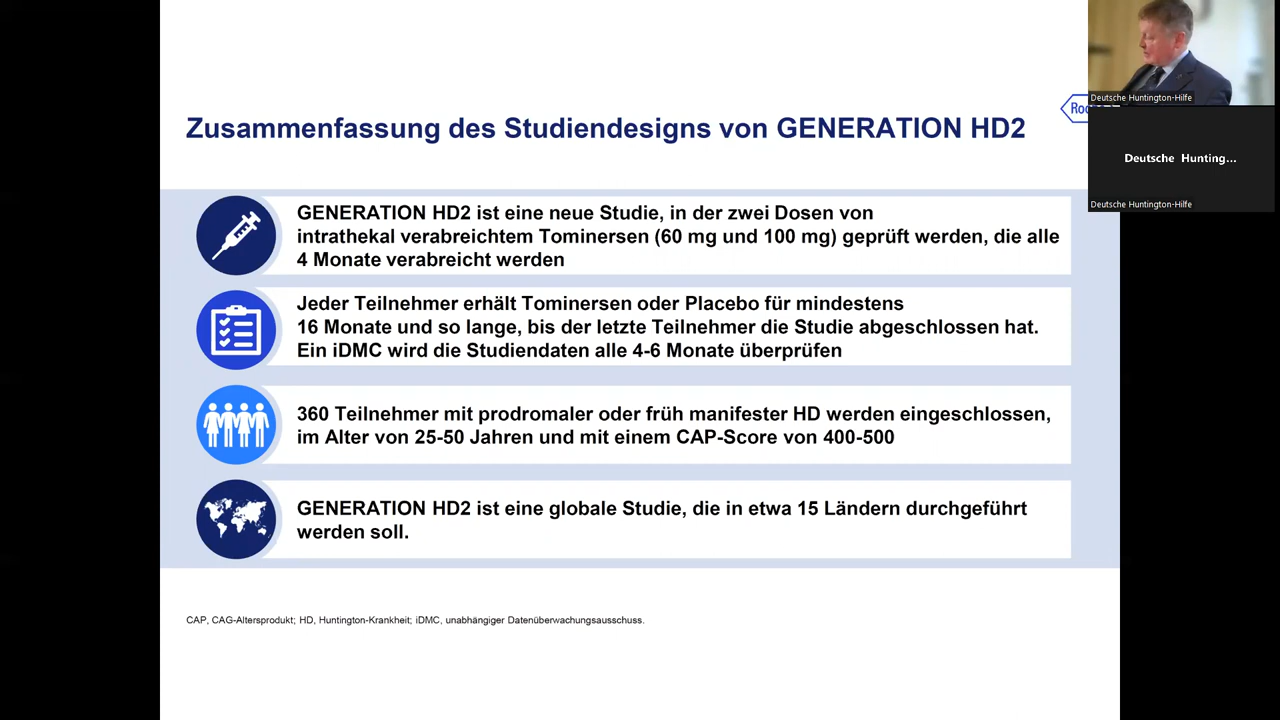 Zusammenfassung des Studiendesigns von GENERATION HD2
GENERATION HD2 ist eine neue Studie, in der zwei Dosen von
intrathekal verabreichtem Tominersen (60 mg und 100 mg) geprüft werden, die alle
4 Monate verabreicht werden
Jeder Teilnehmer erhält Tominersen oder Placebo für mindestens
16 Monate und so lange, bis der letzte Teilnehmer die Studie abgeschlossen hat.
Ein iDMC wird die Studiendaten alle 4-6 Monate überprüfen
360 Teilnehmer mit prodromaler oder früh manifester HD werden eingeschlossen,
im Alter von 25-50 Jahren und mit einem CAP-Score von 400-500
GENERATION HD2 ist eine globale Studie, die in etwa 15 Ländern durchgeführt
werden soll.
CAP, CAG-Altersprodukt; HD, Huntington-Krankheit; iDMC, unabhängiger Datenüberwachungsausschuss.
Deutsche Huntington-Hilfe
Deutsche Hunting...
Deutsche Huntington-Hilfe